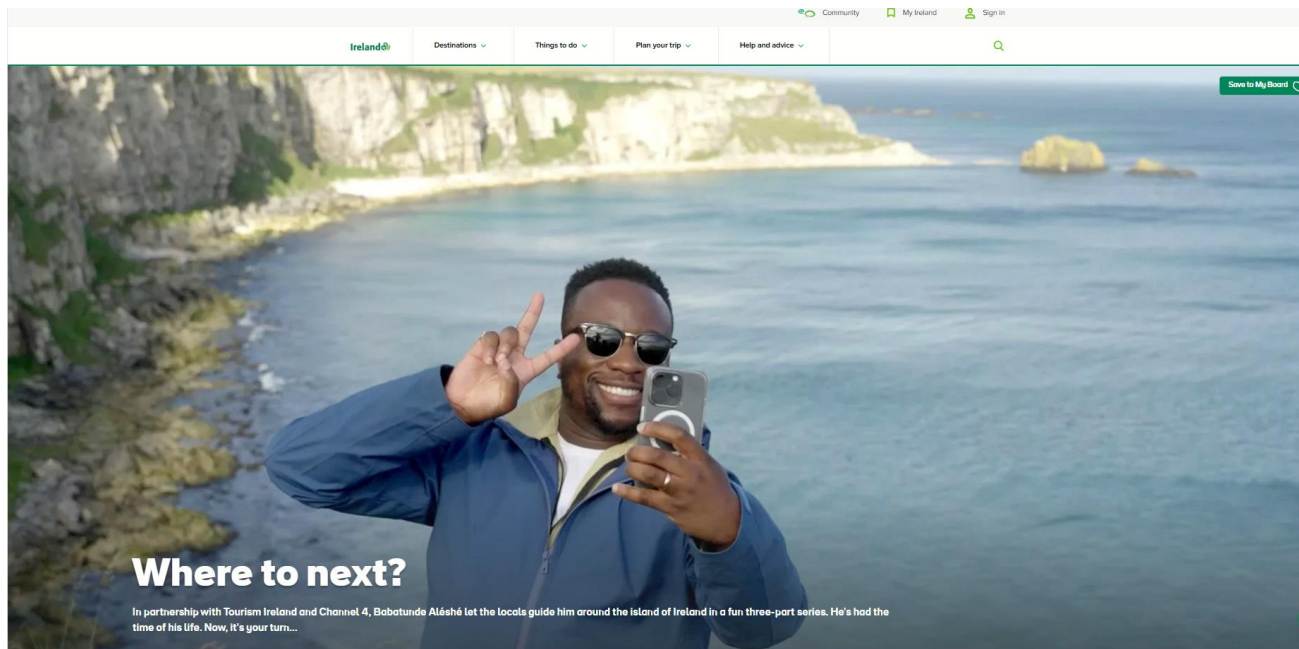 Community
My Ireland
Sign In
Ireland
Destinations
Things to do
Plan your trip
Help and advice
Save to My Board
Where to next?
In partnership with Tourism Ireland and Channel 4, Babatunde Aléshé let the locals guide him around the island of Ireland in a fun three-part series. He's had the
time of his life. Now, it's your turn...